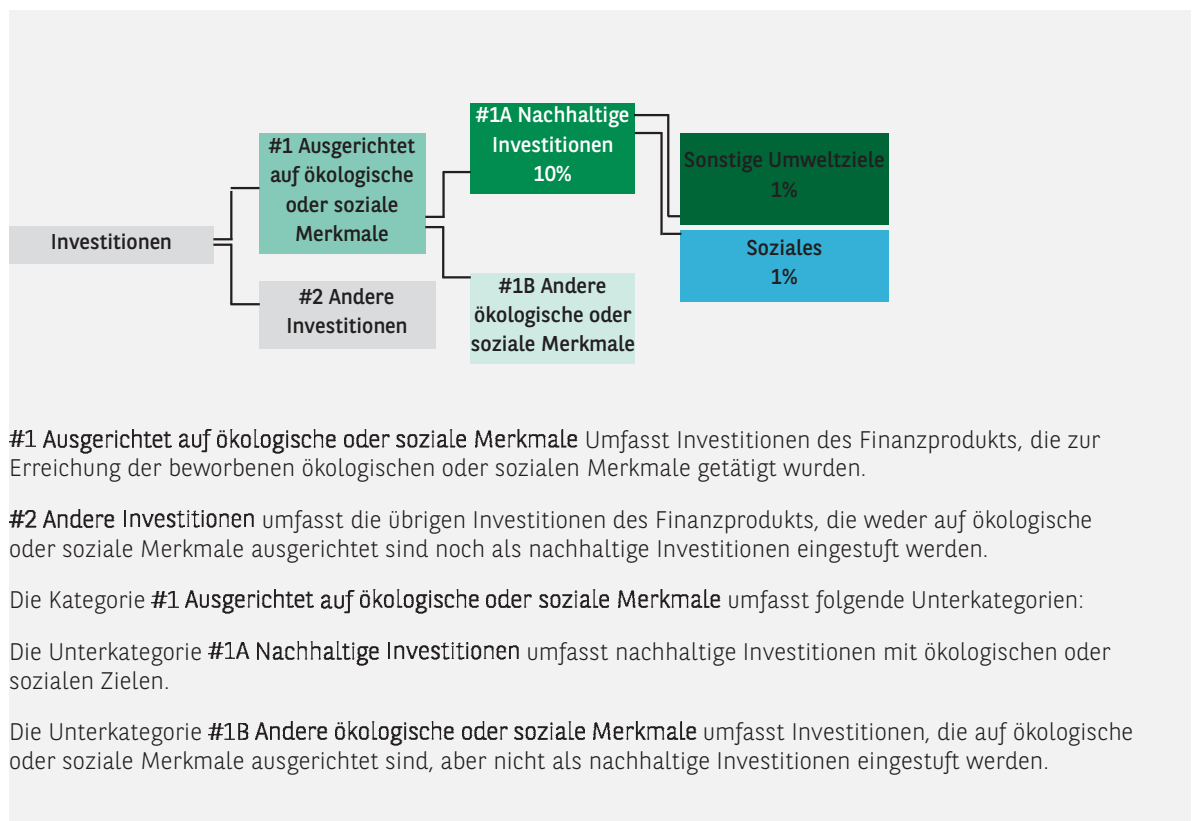 Investitionen
#1 Ausgerichtet
auf ökologische
oder soziale
Merkmale
#2 Andere
Investitionen
#1A Nachhaltige
Investitionen
10%
#1B Andere
ökologische oder
soziale Merkmale
Sonstige Umweltziele
1%
Soziales
1%
#1 Ausgerichtet auf ökologische oder soziale Merkmale Umfasst Investitionen des Finanzprodukts, die zur
Erreichung der beworbenen ökologischen oder sozialen Merkmale getätigt wurden.
#2 Andere Investitionen umfasst die übrigen Investitionen des Finanzprodukts, die weder auf ökologische
oder soziale Merkmale ausgerichtet sind noch als nachhaltige Investitionen eingestuft werden.
Die Kategorie #1 Ausgerichtet auf ökologische oder soziale Merkmale umfasst folgende Unterkategorien:
Die Unterkategorie #1A Nachhaltige Investitionen umfasst nachhaltige Investitionen mit ökologischen oder
sozialen Zielen.
Die Unterkategorie #1B Andere ökologische oder soziale Merkmale umfasst Investitionen, die auf ökologische
oder soziale Merkmale ausgerichtet sind, aber nicht als nachhaltige Investitionen eingestuft werden.